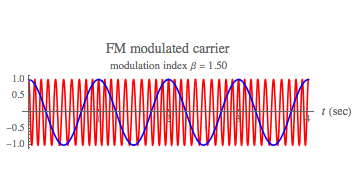 FM modulated carrier
modulation index β = 1.50
1.0
0.5
−0.5
−1.0
t (sec)